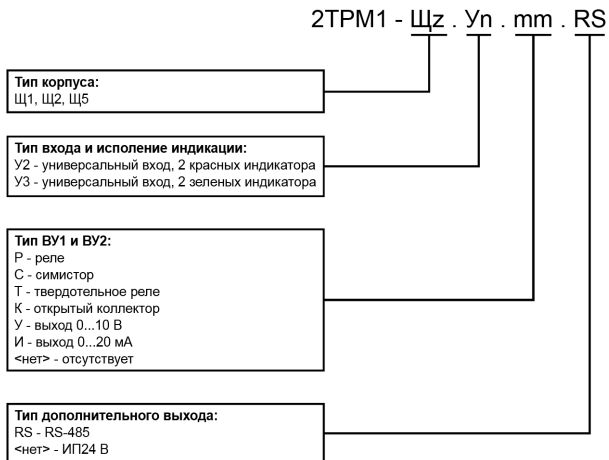 2ТРМ1 - Щz . Уn . mm . RS
Тип корпуса:
Щ1, Щ2, Щ5
Тип входа и исполение индикации:
У2 - универсальный вход, 2 красных индикатора
У3 - универсальный вход, 2 зеленых индикатора
Тип ВУ1 и ВУ2:
Р - реле
С - симистор
Т - твердотельное реле
К - открытый коллектор
У - выход 0...10 В
И - выход 0...20 мА
<нет> - отсутствует
Тип дополнительного выхода:
RS - RS-485
<нет> - ИП24 В